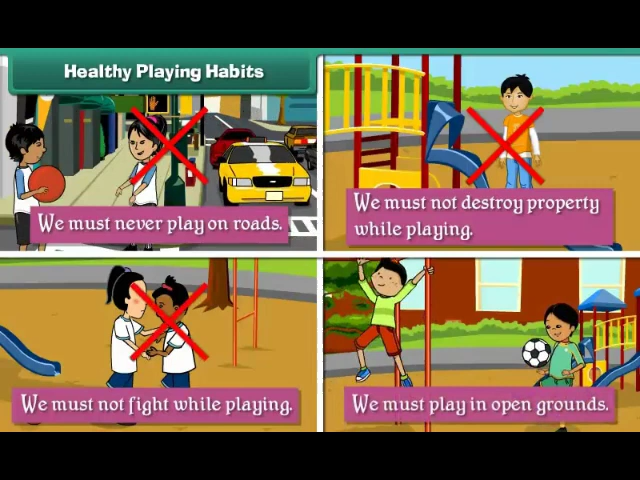 Healthy Playing Habits
We must never play on roads.
We must not destroy property
while playing.
We must not fight while playing.
We must play in open grounds.